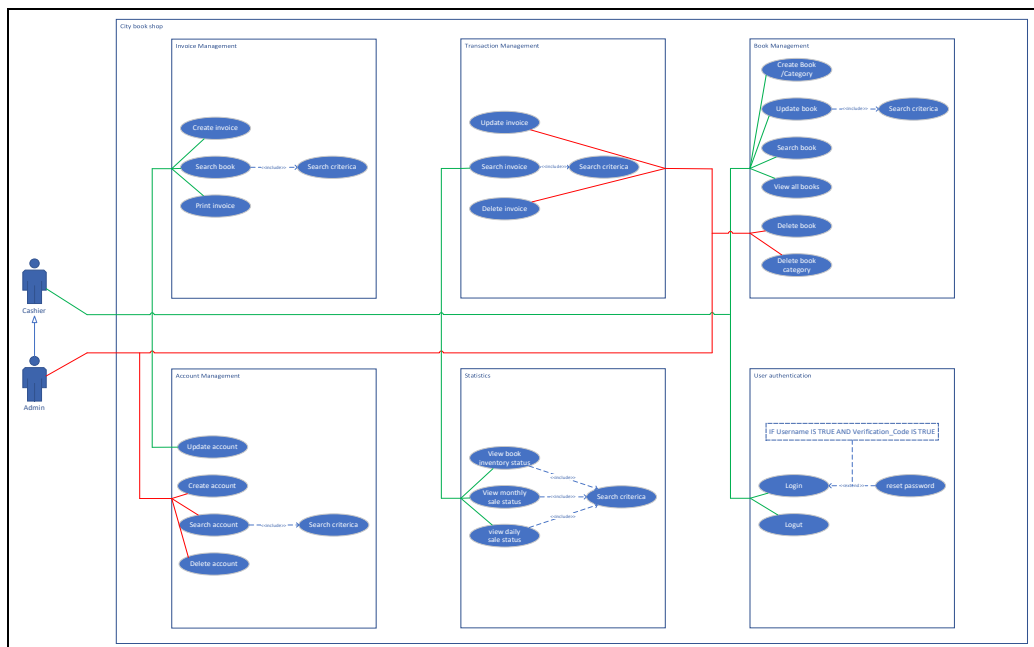 City book shop
Invoice Management
Create invoice
Search book
<<include>>
Search criterica
Print invoice
Transaction Management
Update invoice
Search invoice
<<include>>
Search criterica
Delete invoice
Book Management
Create Book
/Category
Update book
<<include>>
Search criterica
Search book
View all books
Delete book
Delete book
category
Cashier
Admin
Account Management
Update account
Create account
Search account
<<include>>
Search criterica
Delete account
Statistics
View book
inventory status
<<include>>
View monthly
sale status
<<include>>
Search criterica
<<include>>
view daily
sale status
User authentication
IF Username IS TRUE AND Verification_Code IS TRUE
Login
<<extend>>
reset password
Logut